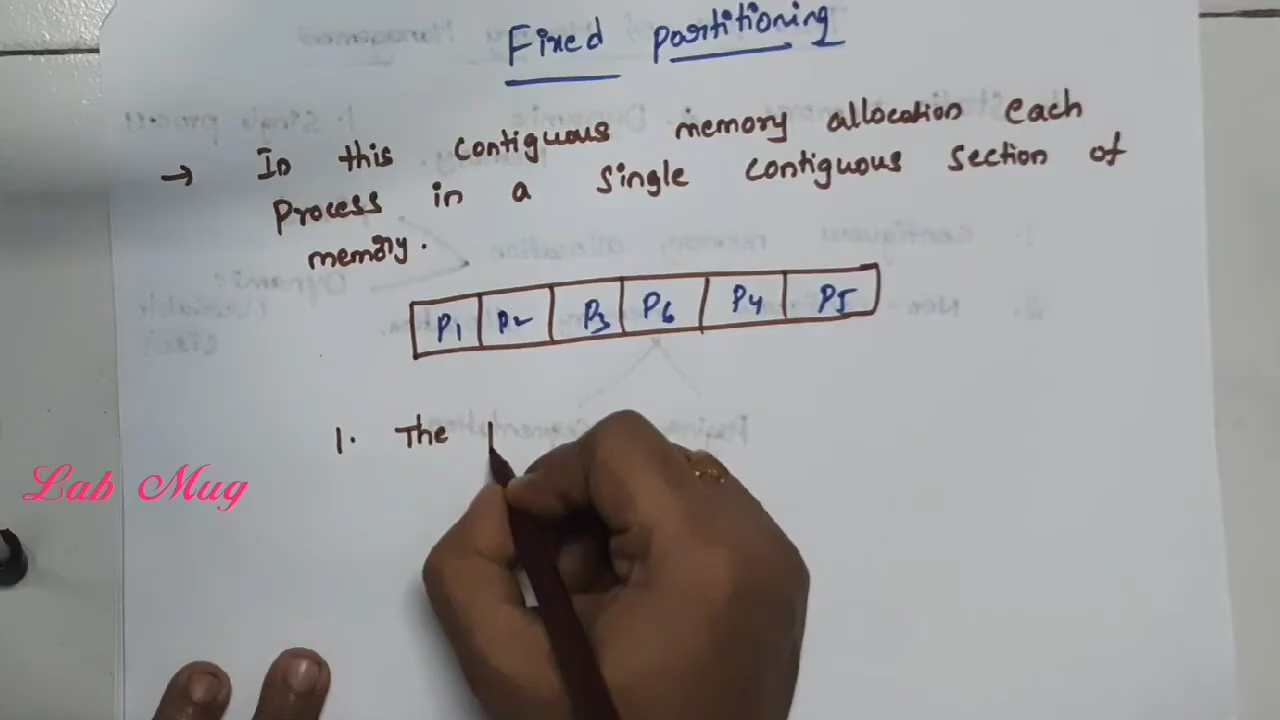 Fixed partitioning
→ In this contiguous memory allocation each
process in a single contiguous section of
memory.
P1 P2 P3 P6 P4 P5
1. The
Lab Mug